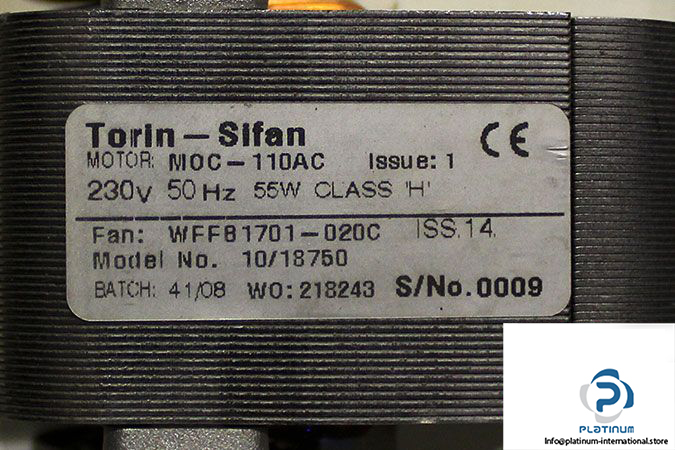 Torin-Sifan
CE
MOTOR: MOC-110AC Issue: 1
230V 50 Hz 55W CLASS 'H'
Fan: WFFB1701-020C ISS.14.
Model No. 10/18750
BATCH: 41/08 WO: 218243 S/No.0009
PLATINUM
Info@platinum-international.store